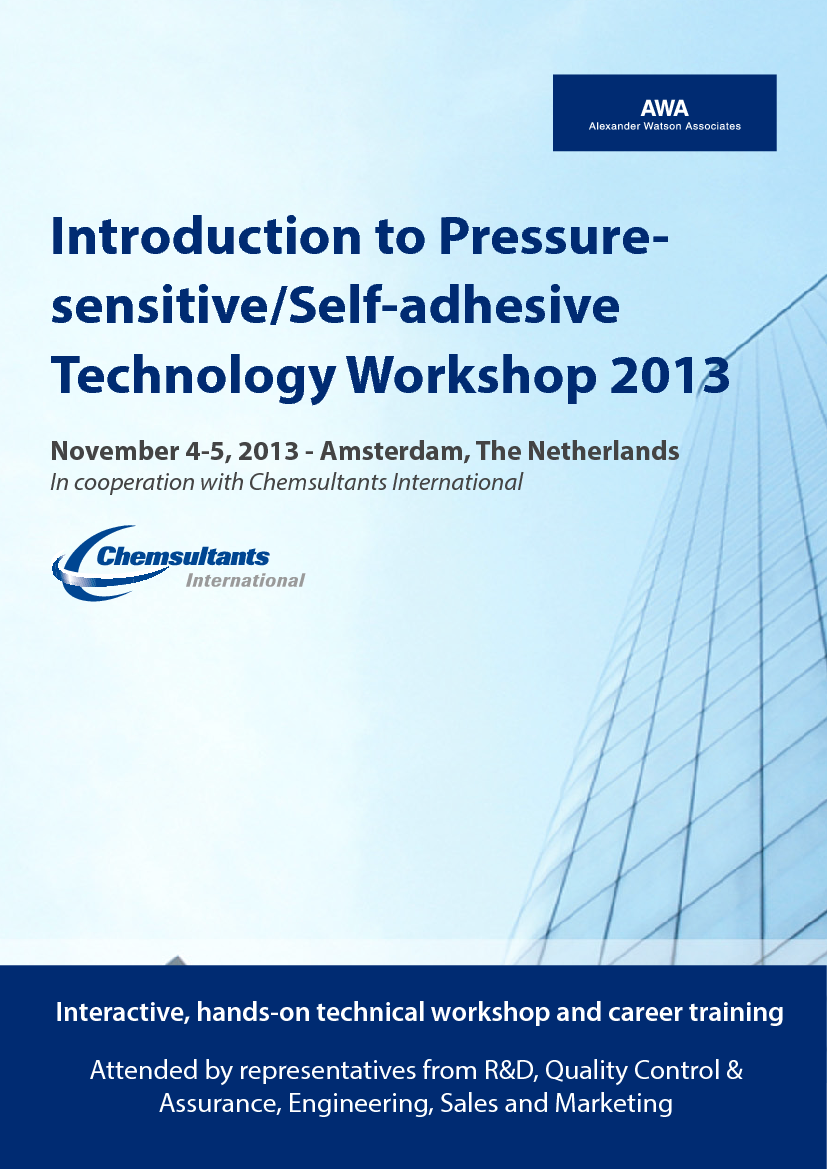 AWA
Alexander Watson Associates
Introduction to Pressure-
sensitive/Self-adhesive
Technology Workshop 2013
November 4-5, 2013 - Amsterdam, The Netherlands
In cooperation with Chemsultants International
Chemsultants
International
Interactive, hands-on technical workshop and career training
Attended by representatives from R&D, Quality Control &
Assurance, Engineering, Sales and Marketing